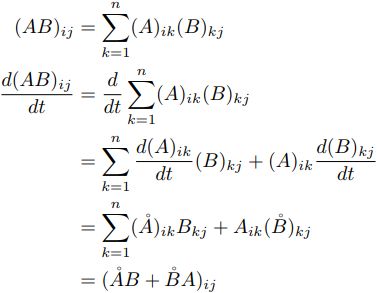 (AB)_{ij} = \sum_{k=1}^{n} (A)_{ik}(B)_{kj}
\frac{d(AB)_{ij}}{dt} = \frac{d}{dt} \sum_{k=1}^{n} (A)_{ik}(B)_{kj}
= \sum_{k=1}^{n} \frac{d(A)_{ik}}{dt}(B)_{kj} + (A)_{ik}\frac{d(B)_{kj}}{dt}
= \sum_{k=1}^{n} (\mathring{A})_{ik}B_{kj} + A_{ik}(\mathring{B})_{kj}
= (\mathring{A}B + \mathring{B}A)_{ij}